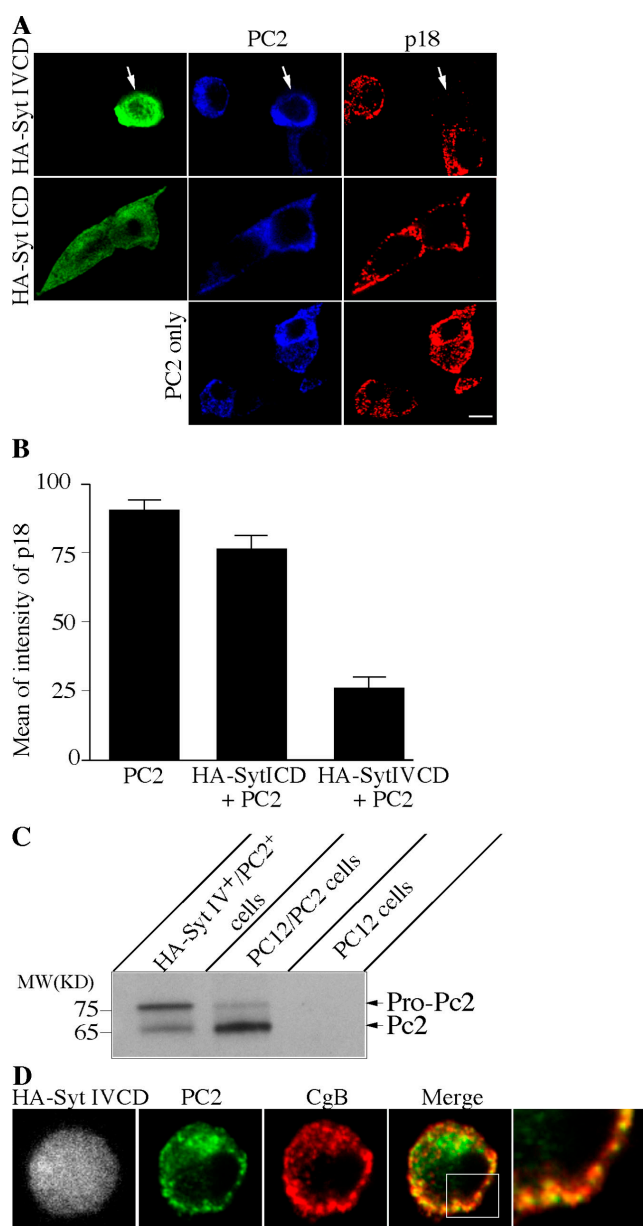 A
PC2 p18
HA-Syt IVCD
HA-Syt ICD
PC2 only
B
Mean of intensity of p18
100
75
50
25
0
PC2 HA-SytICD + PC2 HA-SytIVCD + PC2
C
HA-Syt IV+/PC2+ cells
PC12/PC2 cells
PC12 cells
MW(KD)
75 Pro-Pc2
65 Pc2
D
HA-Syt IVCD PC2 CgB Merge